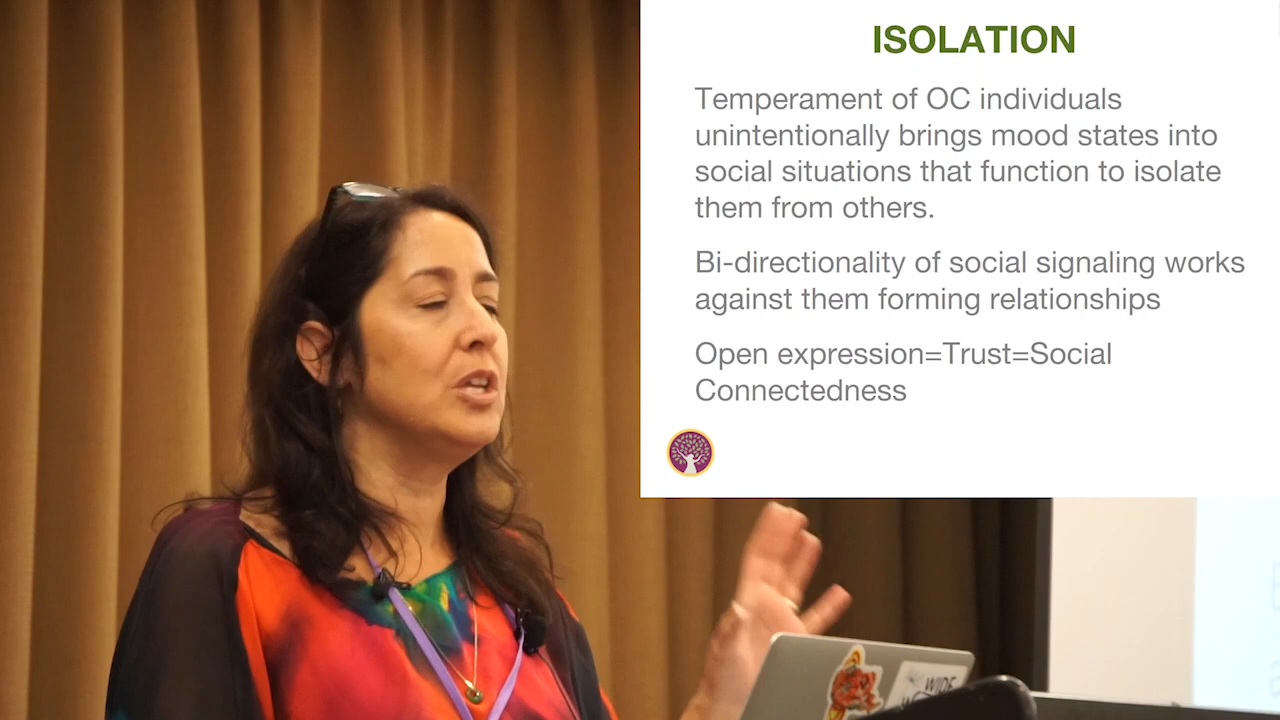 ISOLATION
Temperament of OC individuals
unintentionally brings mood states into
social situations that function to isolate
them from others.
Bi-directionality of social signaling works
against them forming relationships
Open expression=Trust=Social
Connectedness
WIDE